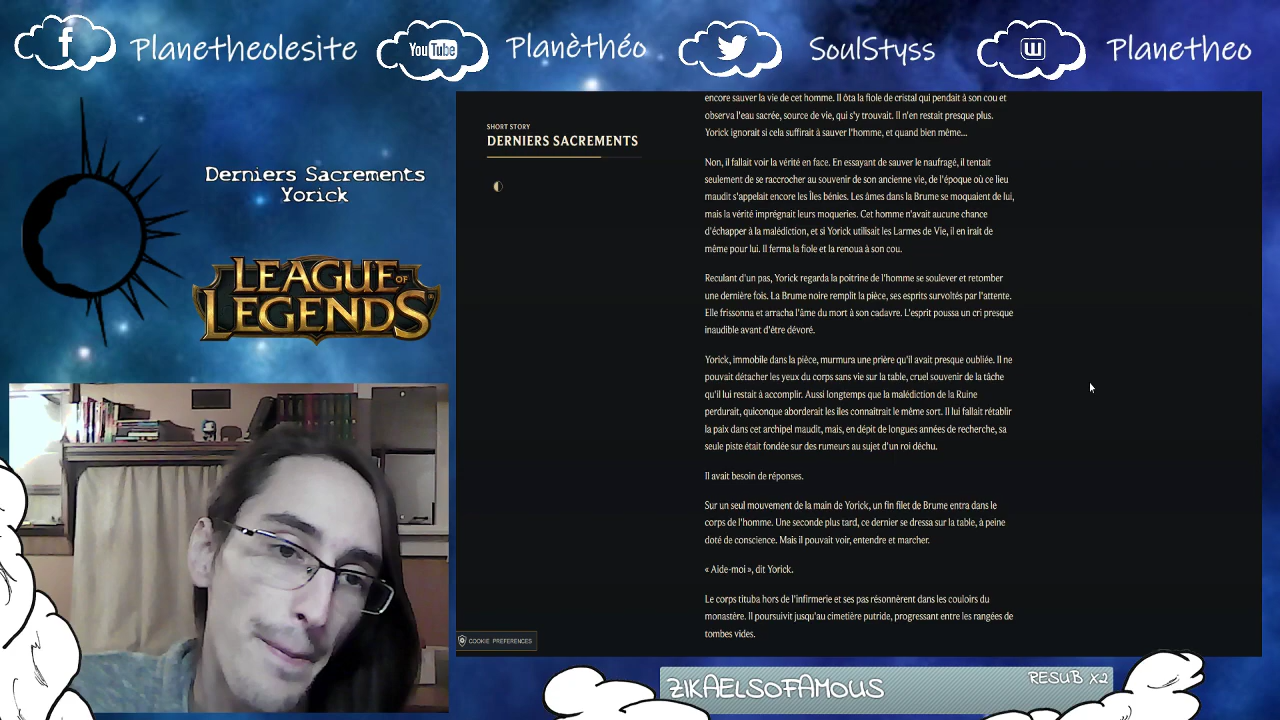 Planetheolesite
You Tube
Planèthéo
SoulStyss
Planetheo
Derniers Sacrements
Yorick
LEAGUE OF
LEGENDS
SHORT STORY
DERNIERS SACREMENTS
encore sauver la vie de cet homme. Il ôta la fiole de cristal qui pendait à son cou et
observa l'eau sacrée, source de vie, qui s'y trouvait. Il n'en restait presque plus.
Yorick ignorait si cela suffirait à sauver l'homme, et quand bien même...
Non, il fallait voir la vérité en face. En essayant de sauver le naufragé, il tentait
seulement de se raccrocher au souvenir de son ancienne vie, de l'époque où ce lieu
maudit s'appelait encore les Îles bénies. Les âmes dans la Brume se moquaient de lui,
mais la vérité imprégnait leurs moqueries. Cet homme n'avait aucune chance
d'échapper à la malédiction, et si Yorick utilisait les Larmes de Vie, il en irait de
même pour lui. Il ferma la fiole et la renoua à son cou.
Reculant d'un pas, Yorick regarda la poitrine de l'homme se soulever et retomber
une dernière fois. La Brume noire remplit la pièce, ses esprits survoltés par l'attente.
Elle frissonna et arracha l'âme du mort à son cadavre. L'esprit poussa un cri presque
inaudible avant d'être dévoré.
Yorick, immobile dans la pièce, murmura une prière qu'il avait presque oubliée. Il ne
pouvait détacher les yeux du corps sans vie sur la table, cruel souvenir de la tâche
qu'il lui restait à accomplir. Aussi longtemps que la malédiction de la Ruine
perdurait, quiconque aborderait les îles connaîtrait le même sort. Il lui fallait rétablir
la paix dans cet archipel maudit, mais, en dépit de longues années de recherche, sa
seule piste était fondée sur des rumeurs au sujet d'un roi déchu.
Il avait besoin de réponses.
Sur un seul mouvement de la main de Yorick, un fin filet de Brume entra dans le
corps de l'homme. Une seconde plus tard, ce dernier se dressa sur la table, à peine
doté de conscience. Mais il pouvait voir, entendre et marcher.
« Aide-moi », dit Yorick.
Le corps tituba hors de l'infirmerie et ses pas résonnèrent dans les couloirs du
monastère. Il poursuivit jusqu'au cimetière putride, progressant entre les rangées de
tombes vides.
COOKIE PREFERENCES
ZIKAELSOFAMOUS
RESUB X2